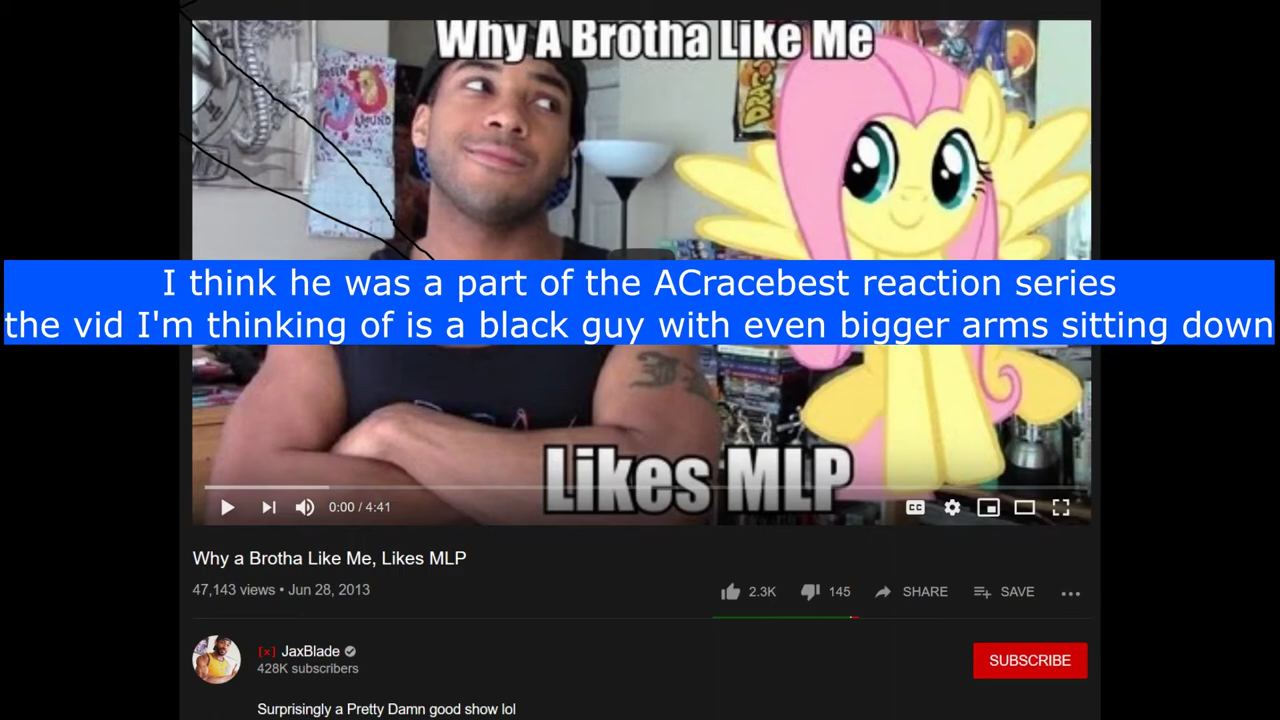 Why A Brotha Like Me
I think he was a part of the ACracebest reaction series
the vid I'm thinking of is a black guy with even bigger arms sitting down
Likes MLP
0:00 / 4:41
CC
Why a Brotha Like Me, Likes MLP
47,143 views • Jun 28, 2013
2.3K 145 SHARE SAVE
[×] JaxBlade
428K subscribers
SUBSCRIBE
Surprisingly a Pretty Damn good show lol